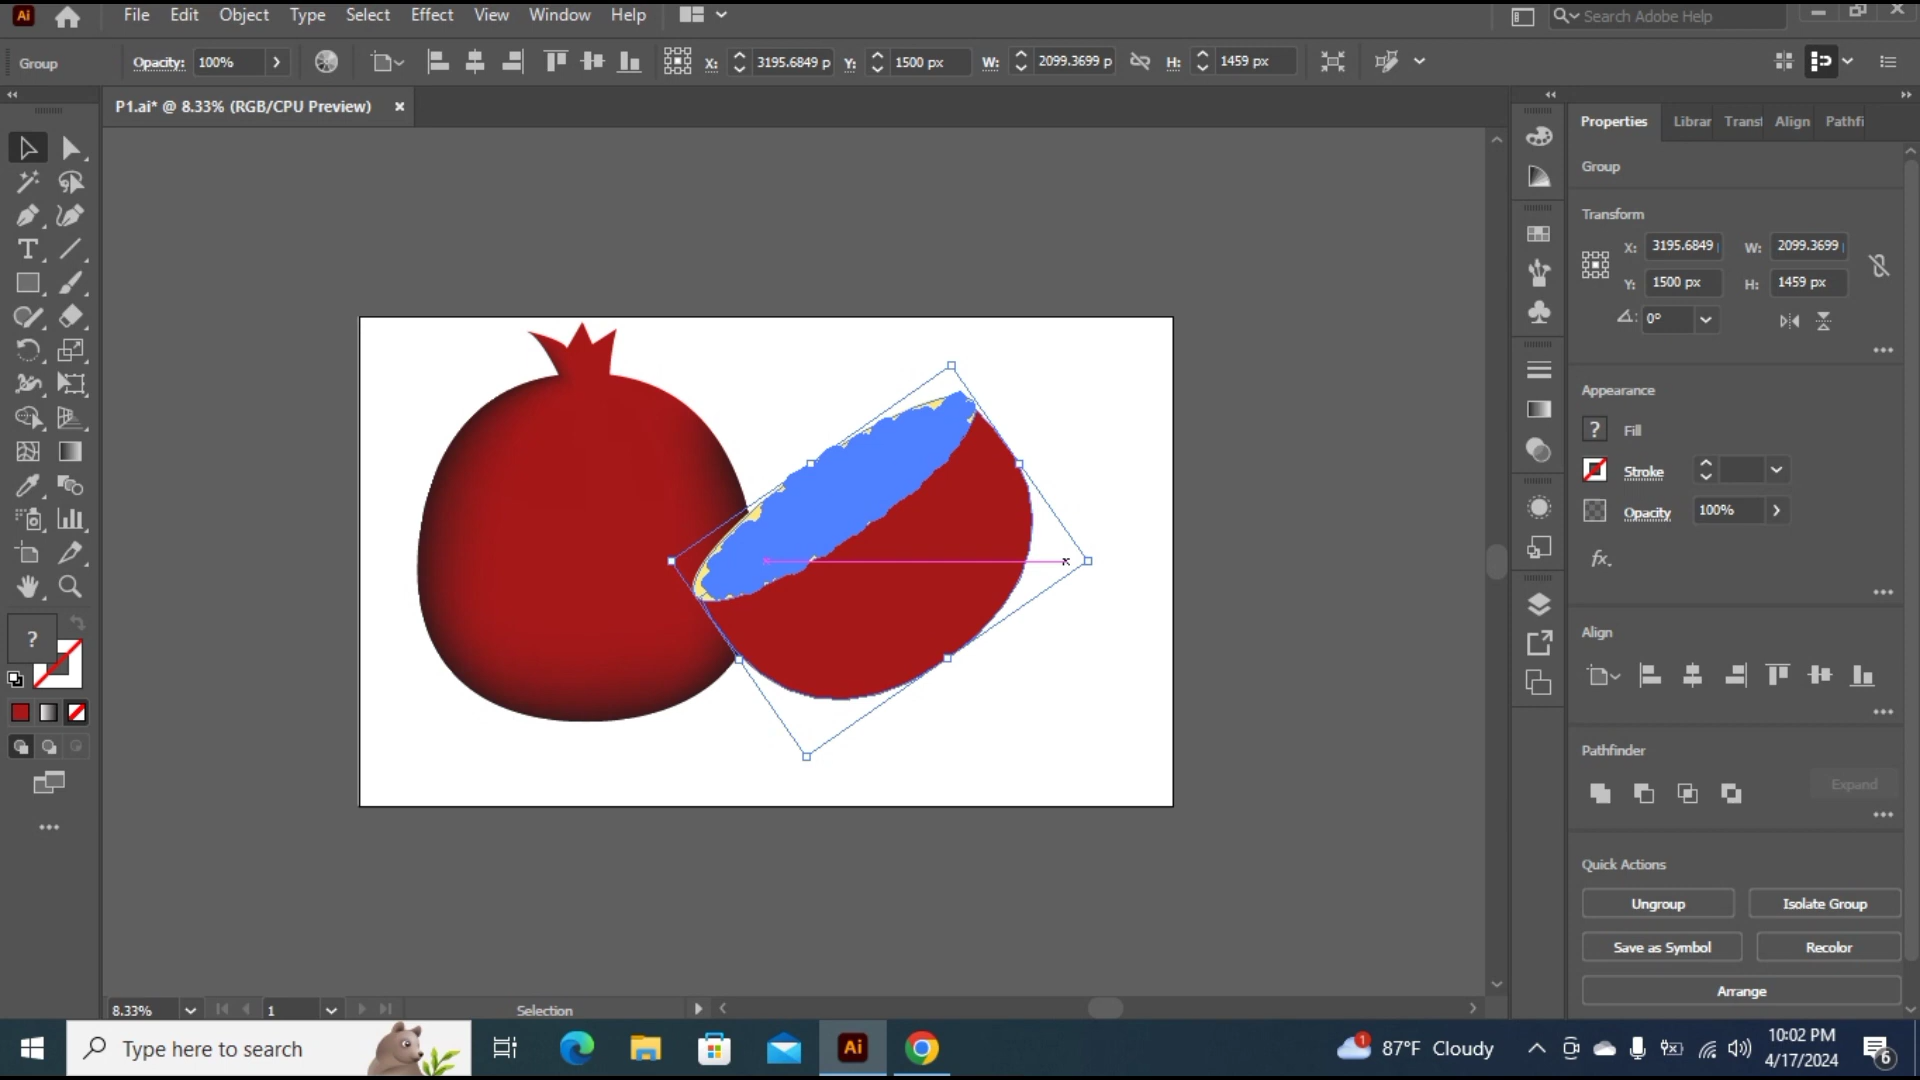 Ai File Edit Object Type Select Effect View Window Help Search Adobe Help
Group Opacity: 100% X: 3195.6849 p Y: 1500 px W: 2099.3699 p H: 1459 px
P1.ai* @ 8.33% (RGB/CPU Preview) ×
Properties Librar Transf Align Pathfi
Group
Transform
X: 3195.6849 W: 2099.3699
Y: 1500 px H: 1459 px
0°
Appearance
? Fill
Stroke
Opacity 100%
fx.
Align
Pathfinder
Expand
Quick Actions
Ungroup Isolate Group
Save as Symbol Recolor
Arrange
T
?
8.33% 1 Selection
Type here to search Ai 1 87°F Cloudy 10:02 PM
4/17/2024 6